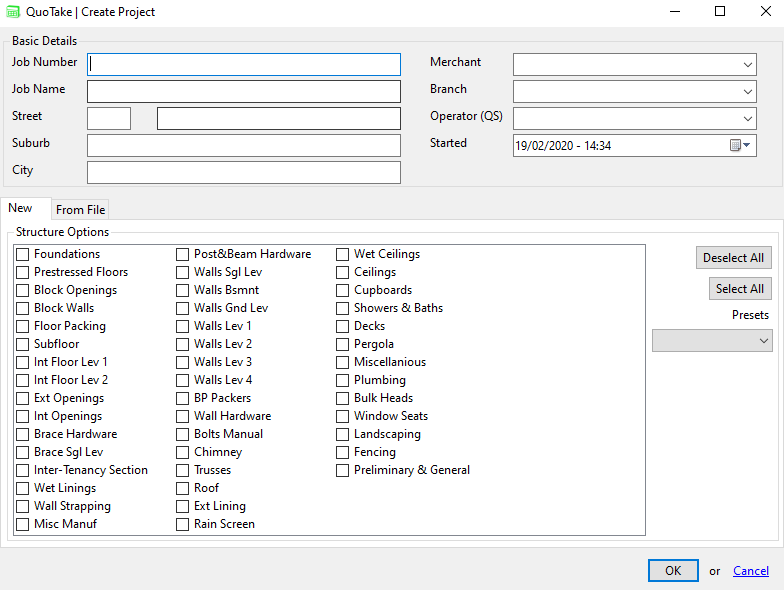 QuoTake | Create Project
Basic Details
Job Number
Job Name
Street
Suburb
City
Merchant
Branch
Operator (QS)
Started 19/02/2020 - 14:34
New From File
Structure Options
Foundations
Prestressed Floors
Block Openings
Block Walls
Floor Packing
Subfloor
Int Floor Lev 1
Int Floor Lev 2
Ext Openings
Int Openings
Brace Hardware
Brace Sgl Lev
Inter-Tenancy Section
Wet Linings
Wall Strapping
Misc Manuf
Post&Beam Hardware
Walls Sgl Lev
Walls Bsmnt
Walls Gnd Lev
Walls Lev 1
Walls Lev 2
Walls Lev 3
Walls Lev 4
BP Packers
Wall Hardware
Bolts Manual
Chimney
Trusses
Roof
Ext Lining
Rain Screen
Wet Ceilings
Ceilings
Cupboards
Showers & Baths
Decks
Pergola
Miscellanious
Plumbing
Bulk Heads
Window Seats
Landscaping
Fencing
Preliminary & General
Deselect All
Select All
Presets
OK or Cancel